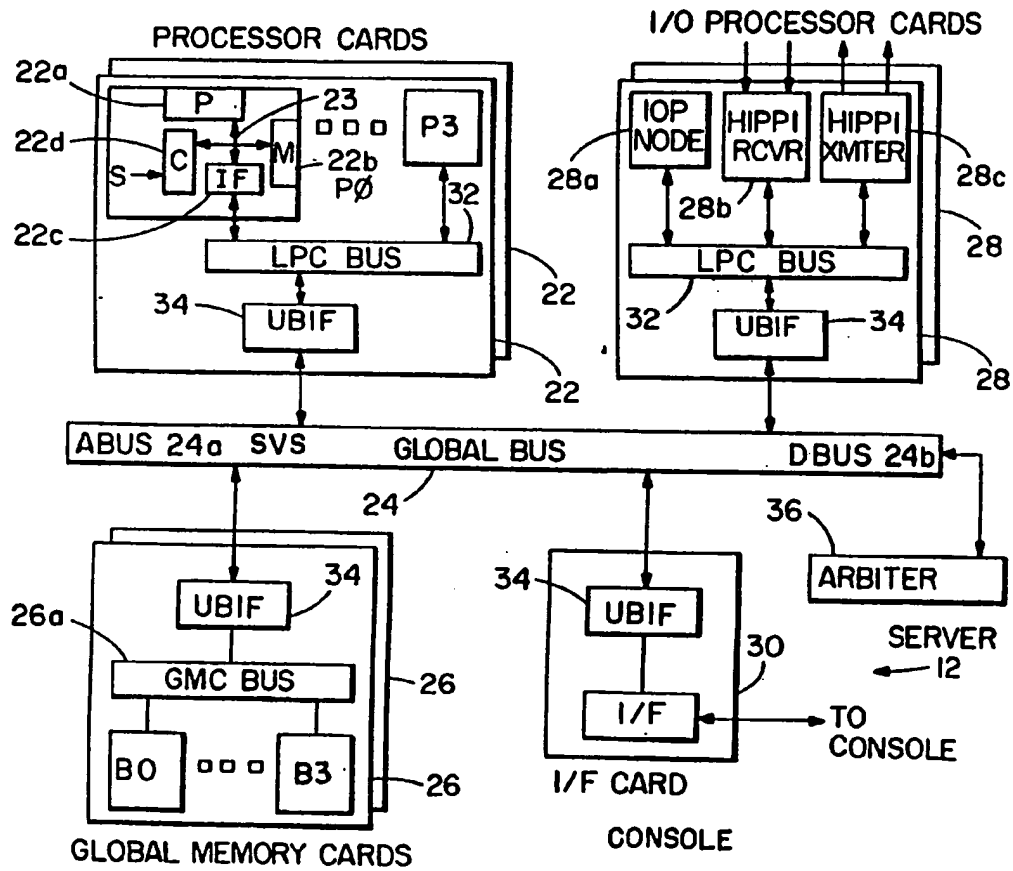 PROCESSOR CARDS
22a
P
23
22d
C
M
S
IF
22b
PØ
P3
22c
32
LPC BUS
22
34
UBIF
22
I/O PROCESSOR CARDS
IOP
NODE
HIPPI
RCVR
HIPPI
XMTER
28a
28b
28c
28
LPC BUS
32
UBIF
34
28
ABUS 24a SVS GLOBAL BUS DBUS 24b
24
36
ARBITER
SERVER
12
34
UBIF
26a
GMC BUS
26
B0
B3
26
GLOBAL MEMORY CARDS
34
UBIF
30
I/F
TO
CONSOLE
I/F CARD
CONSOLE